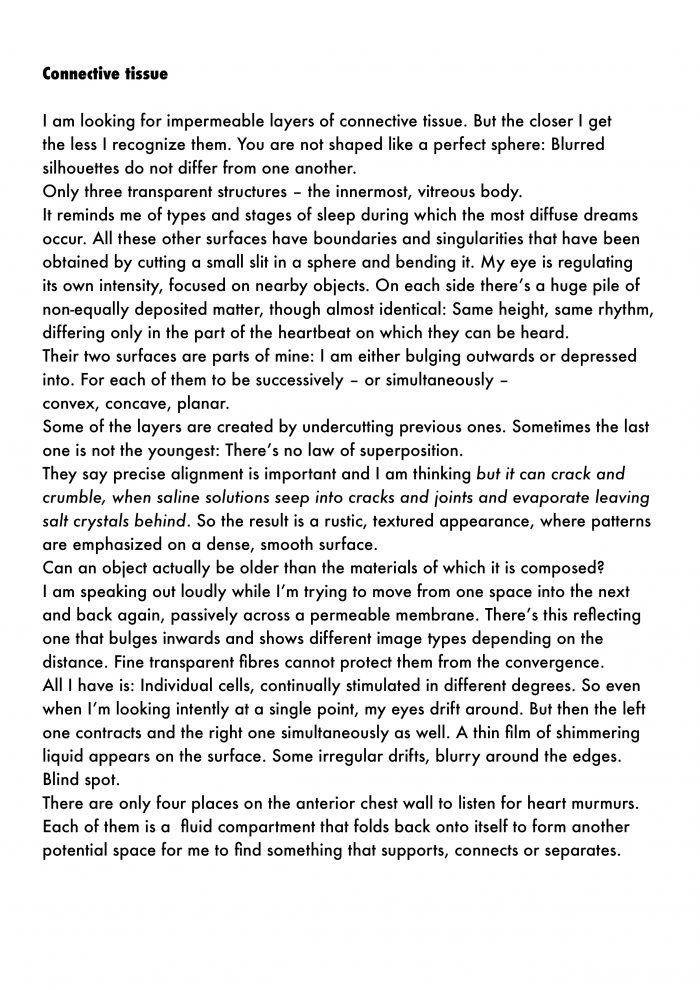 Connective tissue
I am looking for impermeable layers of connective tissue. But the closer I get
the less I recognize them. You are not shaped like a perfect sphere: Blurred
silhouettes do not differ from one another.
Only three transparent structures – the innermost, vitreous body.
It reminds me of types and stages of sleep during which the most diffuse dreams
occur. All these other surfaces have boundaries and singularities that have been
obtained by cutting a small slit in a sphere and bending it. My eye is regulating
its own intensity, focused on nearby objects. On each side there’s a huge pile of
non-equally deposited matter, though almost identical: Same height, same rhythm,
differing only in the part of the heartbeat on which they can be heard.
Their two surfaces are parts of mine: I am either bulging outwards or depressed
into. For each of them to be successively – or simultaneously –
convex, concave, planar.
Some of the layers are created by undercutting previous ones. Sometimes the last
one is not the youngest: There’s no law of superposition.
They say precise alignment is important and I am thinking but it can crack and
crumble, when saline solutions seep into cracks and joints and evaporate leaving
salt crystals behind. So the result is a rustic, textured appearance, where patterns
are emphasized on a dense, smooth surface.
Can an object actually be older than the materials of which it is composed?
I am speaking out loudly while I’m trying to move from one space into the next
and back again, passively across a permeable membrane. There’s this reflecting
one that bulges inwards and shows different image types depending on the
distance. Fine transparent fibres cannot protect them from the convergence.
All I have is: Individual cells, continually stimulated in different degrees. So even
when I’m looking intently at a single point, my eyes drift around. But then the left
one contracts and the right one simultaneously as well. A thin film of shimmering
liquid appears on the surface. Some irregular drifts, blurry around the edges.
Blind spot.
There are only four places on the anterior chest wall to listen for heart murmurs.
Each of them is a  fluid compartment that folds back onto itself to form another
potential space for me to find something that supports, connects or separates.